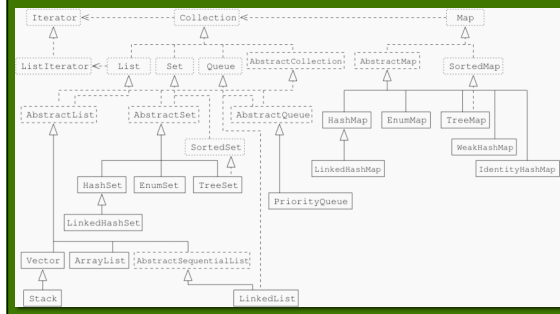 Iterator Collection Map
ListIterator List Set Queue AbstractCollection AbstractMap SortedMap
AbstractList AbstractSet AbstractQueue HashMap EnumMap TreeMap
SortedSet WeakHashMap
HashSet EnumSet TreeSet LinkedHashMap IdentityHashMap
LinkedHashSet PriorityQueue
Vector ArrayList AbstractSequentialList
Stack LinkedList